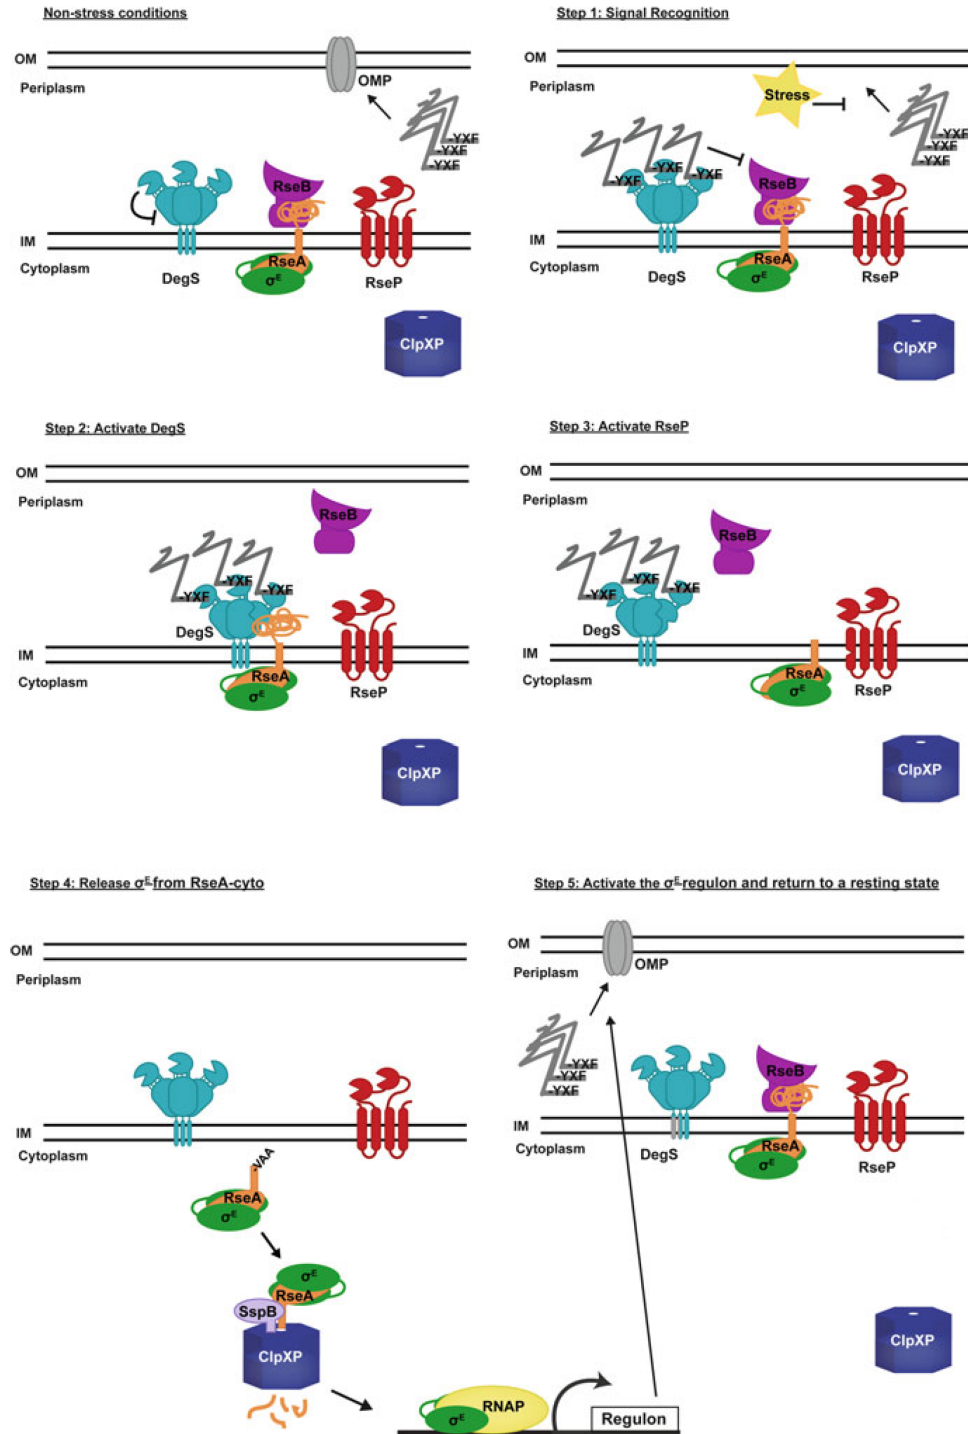 Non-stress conditions
OM
Periplasm
OMP
-YXF
-YXF
-YXF
RseB
IM
Cytoplasm
DegS
RseA
σE
RseP
ClpXP
Step 1: Signal Recognition
OM
Periplasm
Stress
-YXF
-YXF
-YXF
-YXF
-YXF
-YXF
RseB
IM
Cytoplasm
DegS
RseA
σE
RseP
ClpXP
Step 2: Activate DegS
OM
Periplasm
RseB
-YXF
-YXF
-YXF
DegS
IM
Cytoplasm
RseA
σE
RseP
ClpXP
Step 3: Activate RseP
OM
Periplasm
RseB
-YXF
-YXF
-YXF
DegS
IM
Cytoplasm
RseA
σE
RseP
ClpXP
Step 4: Release σE from RseA-cyto
OM
Periplasm
IM
Cytoplasm
-VAA
RseA
σE
σE
RseA
SspB
ClpXP
RNAP
σE
Regulon
Step 5: Activate the σE regulon and return to a resting state
OM
Periplasm
OMP
-YXF
-YXF
-YXF
RseB
IM
Cytoplasm
DegS
RseA
σE
RseP
ClpXP